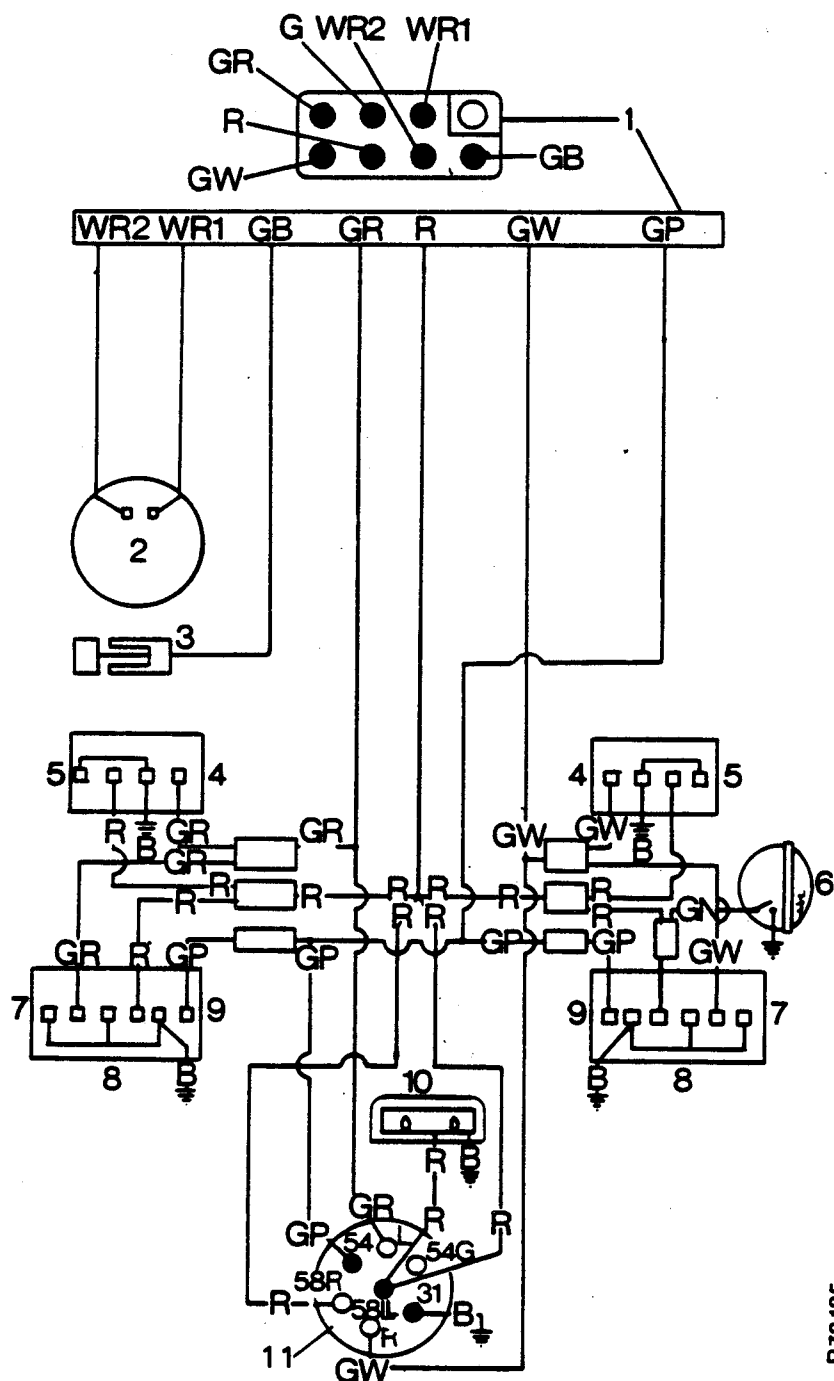 G WR2 WR1
GR
R 1
GW GB
WR2 WR1 GB GR R GW GP
2
3
5 4 4 5
R GR GR GW GW
B GR B 6
R R R R R R
R R R R GN
GR R GP GP GP GP GW
7 9 9 7
8 B B 8
10
R B
GP GR R R
54 54G
58R 31
R 58L B
11 R
GW